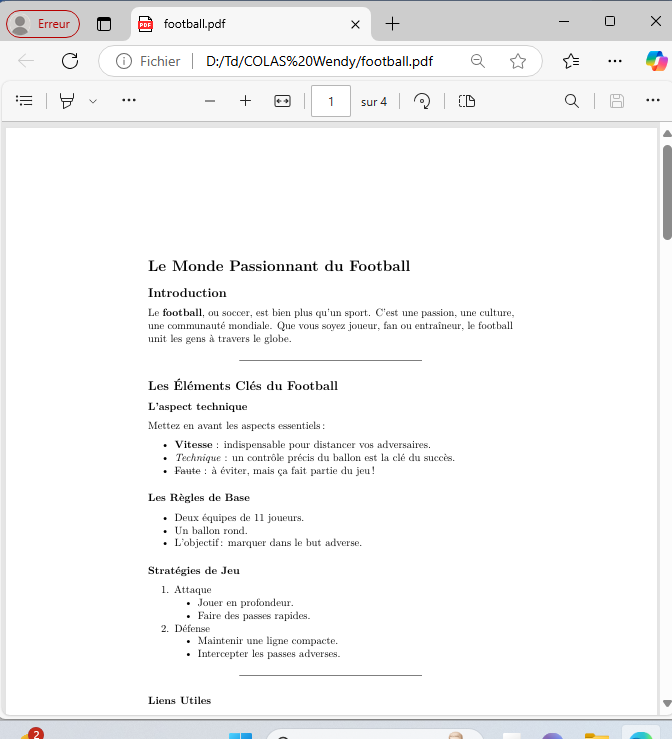 Erreur
football.pdf
Fichier
D:/Td/COLAS%20Wendy/football.pdf
1
sur 4
Le Monde Passionnant du Football
Introduction
Le football, ou soccer, est bien plus qu'un sport. C'est une passion, une culture,
une communauté mondiale. Que vous soyez joueur, fan ou entraîneur, le football
unit les gens à travers le globe.
Les Éléments Clés du Football
L'aspect technique
Mettez en avant les aspects essentiels :
• Vitesse : indispensable pour distancer vos adversaires.
• Technique : un contrôle précis du ballon est la clé du succès.
• Faute : à éviter, mais ça fait partie du jeu !
Les Règles de Base
• Deux équipes de 11 joueurs.
• Un ballon rond.
• L'objectif : marquer dans le but adverse.
Stratégies de Jeu
1. Attaque
• Jouer en profondeur.
• Faire des passes rapides.
2. Défense
• Maintenir une ligne compacte.
• Intercepter les passes adverses.
Liens Utiles
2